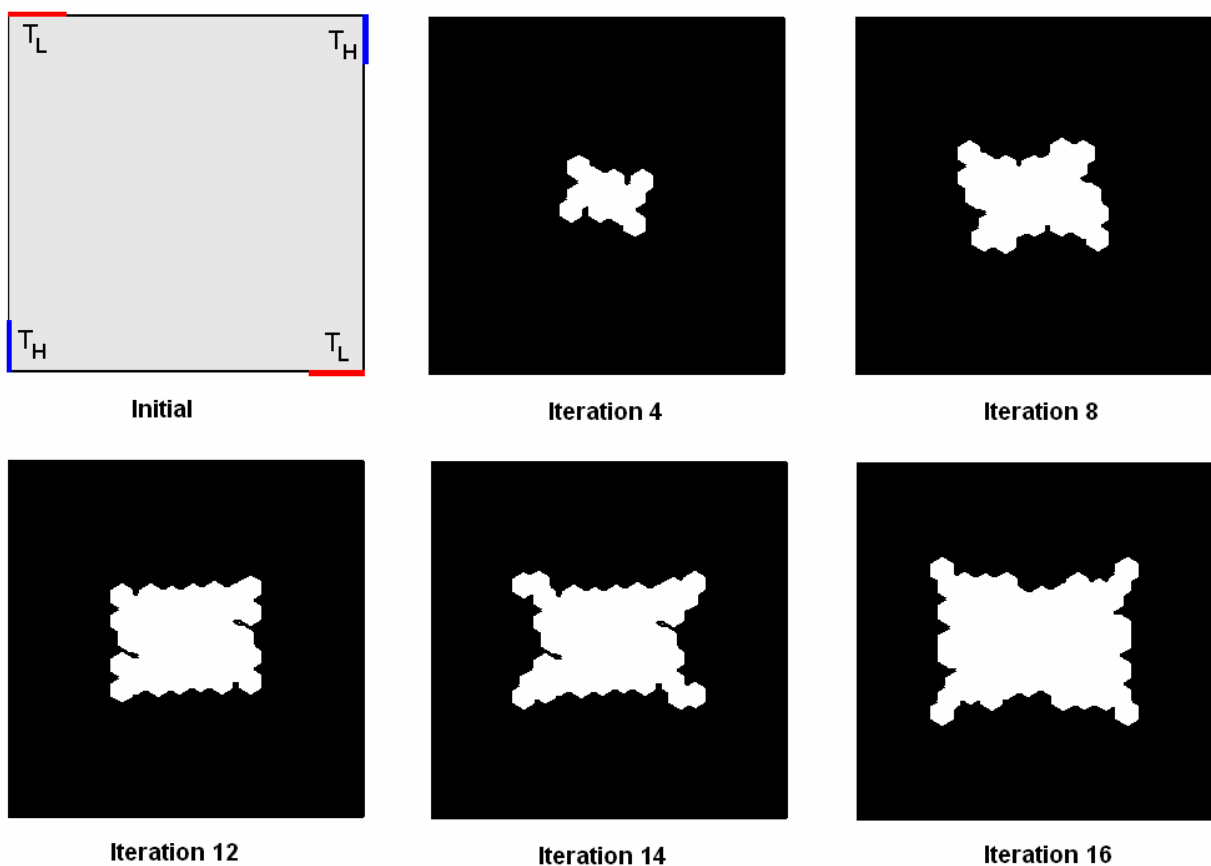 T_L
T_H
T_H
T_L
Initial
Iteration 4
Iteration 8
Iteration 12
Iteration 14
Iteration 16